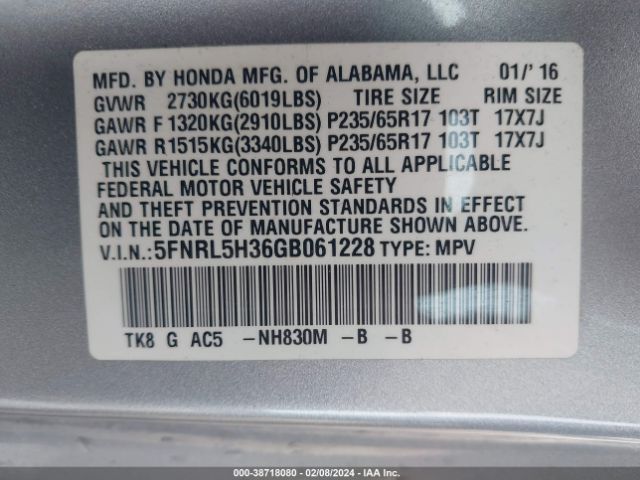 MFD. BY HONDA MFG. OF ALABAMA, LLC 01/'16
GVWR 2730KG(6019LBS) TIRE SIZE RIM SIZE
GAWR F 1320KG(2910LBS) P235/65R17 103T 17X7J
GAWR R1515KG(3340LBS) P235/65R17 103T 17X7J
THIS VEHICLE CONFORMS TO ALL APPLICABLE
FEDERAL MOTOR VEHICLE SAFETY
AND THEFT PREVENTION STANDARDS IN EFFECT
ON THE DATE OF MANUFACTURE SHOWN ABOVE.
V.I.N.:5FNRL5H36GB061228 TYPE: MPV
TK8 G AC5 -NH830M -B -B
000-38718080 - 02/08/2024 - IAA Inc.